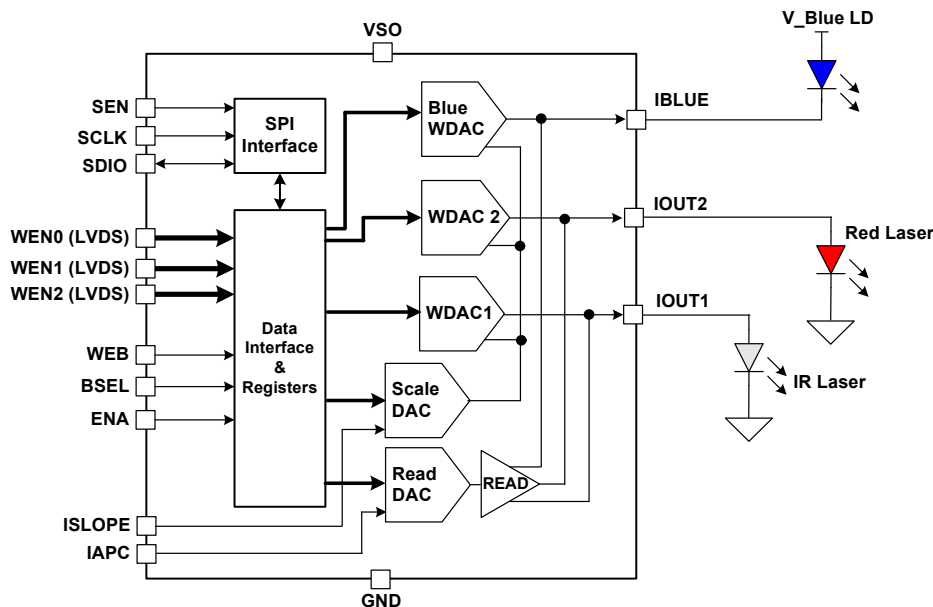 V_Blue LD
VSO
SEN
SCLK
SDIO
SPI
Interface
Blue
WDAC
IBLUE
WEN0 (LVDS)
WEN1 (LVDS)
WEN2 (LVDS)
WDAC 2
IOUT2
Red Laser
WDAC1
IOUT1
IR Laser
Data
Interface
&
Registers
WEB
BSEL
ENA
Scale
DAC
Read
DAC
READ
ISLOPE
IAPC
GND